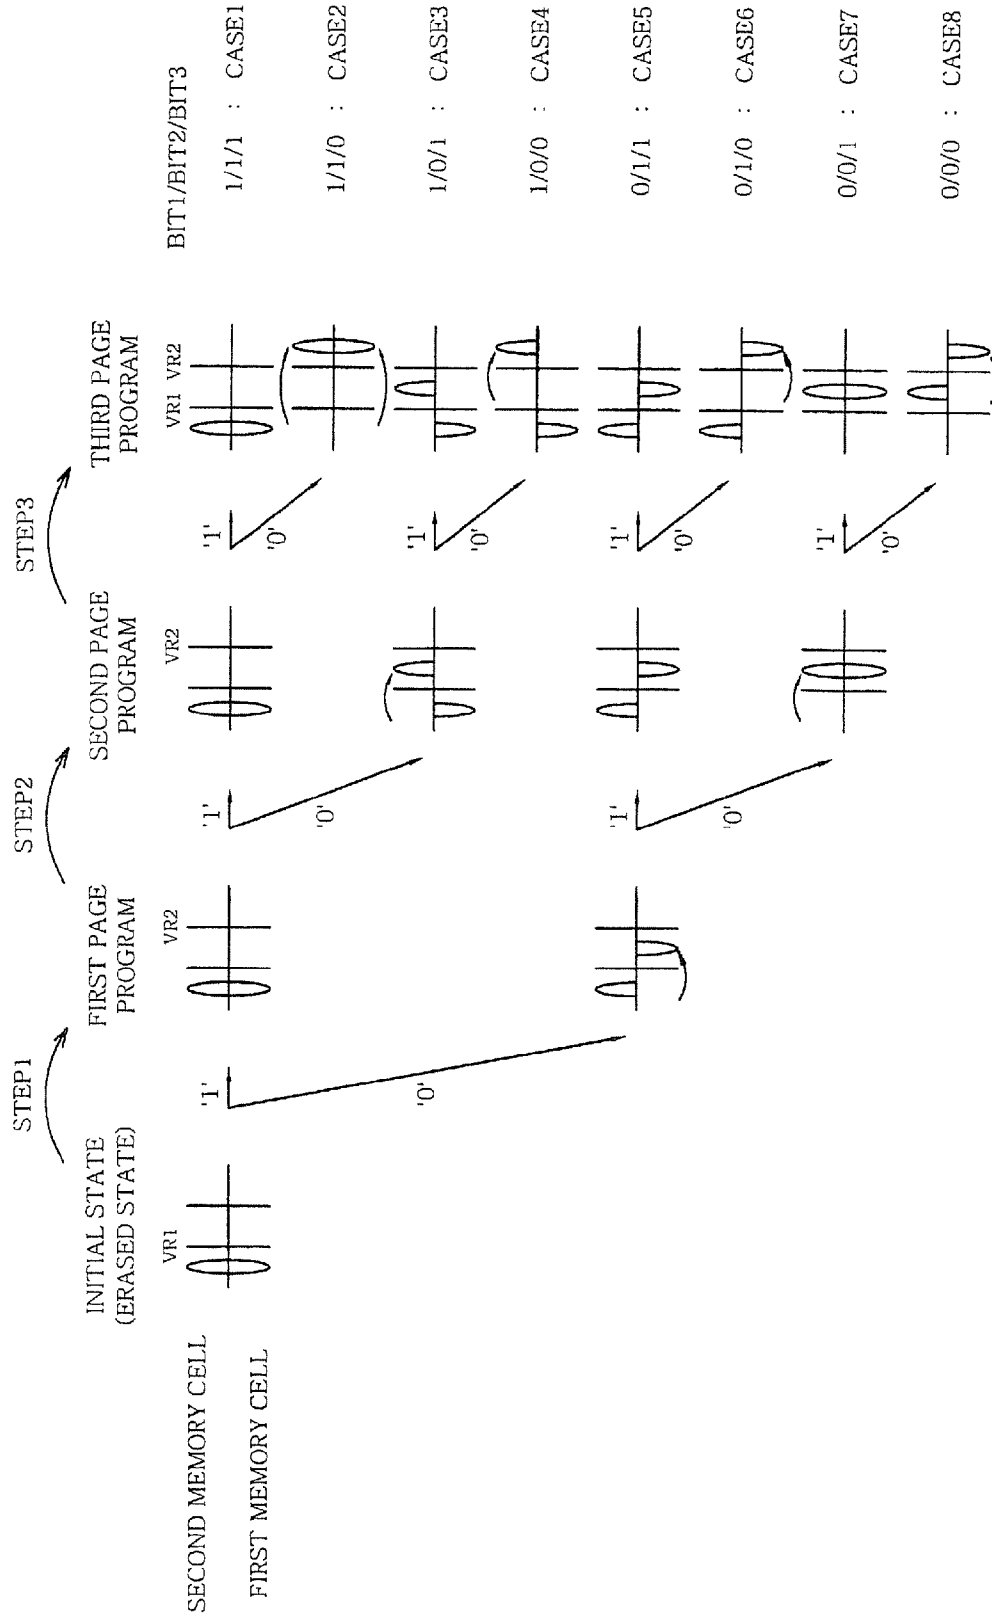 STEP1
STEP2
STEP3
INITIAL STATE
(ERASED STATE)
FIRST PAGE
PROGRAM
SECOND PAGE
PROGRAM
THIRD PAGE
PROGRAM
VR1
VR2
VR2
VR1 VR2
BIT1/BIT2/BIT3
SECOND MEMORY CELL
FIRST MEMORY CELL
'1'
'0'
'1'
'0'
'1'
'0'
1/1/1 : CASE1
1/1/0 : CASE2
'1'
'0'
1/0/1 : CASE3
1/0/0 : CASE4
'1'
'0'
'1'
'0'
0/1/1 : CASE5
0/1/0 : CASE6
'1'
'0'
0/0/1 : CASE7
0/0/0 : CASE8